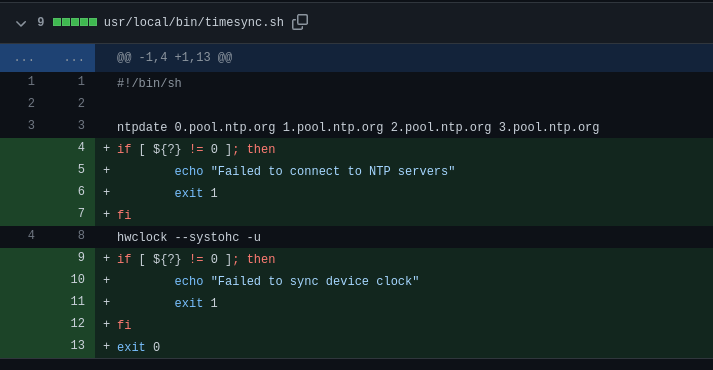 9 usr/local/bin/timesync.sh
... ... @@ -1,4 +1,13 @@
1 1 #!/bin/sh
2 2
3 3 ntpdate 0.pool.ntp.org 1.pool.ntp.org 2.pool.ntp.org 3.pool.ntp.org
4 + if [ ${?} != 0 ]; then
5 + echo "Failed to connect to NTP servers"
6 + exit 1
7 + fi
4 8 hwclock --systohc -u
9 + if [ ${?} != 0 ]; then
10 + echo "Failed to sync device clock"
11 + exit 1
12 + fi
13 + exit 0